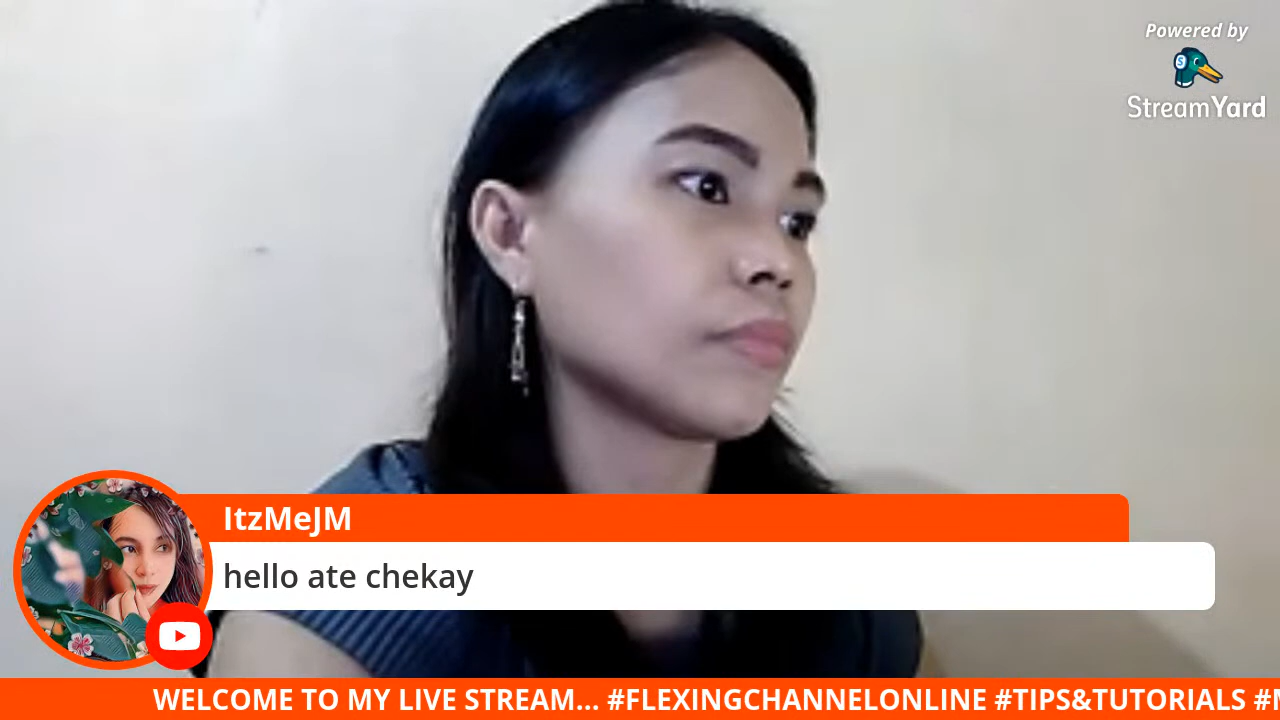 Powered by
StreamYard
ItzMeJM
hello ate chekay
WELCOME TO MY LIVE STREAM... #FLEXINGCHANNELONLINE #TIPS&TUTORIALS #